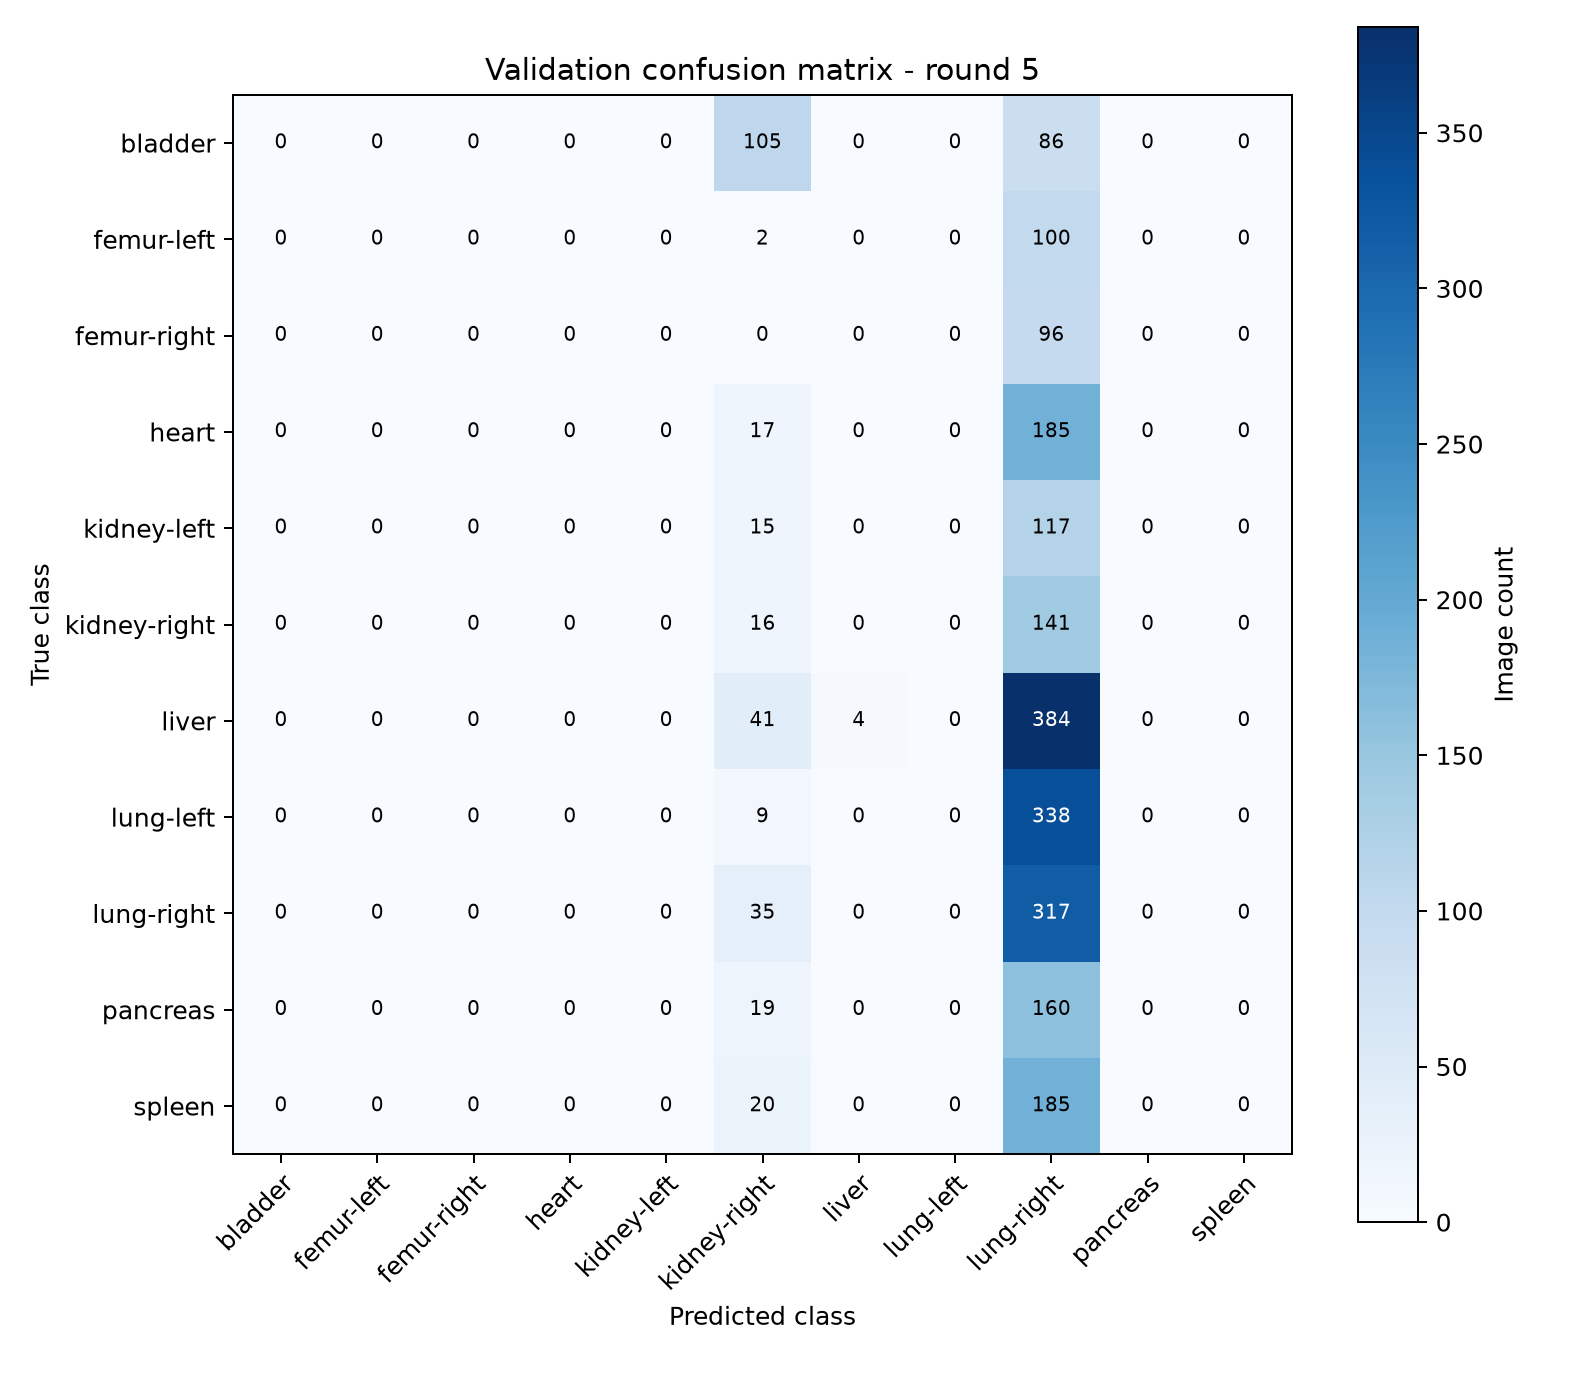 Validation confusion matrix - round 5
True class
bladder 0 0 0 0 0 105 0 0 86 0 0
femur-left 0 0 0 0 0 2 0 0 100 0 0
femur-right 0 0 0 0 0 0 0 0 96 0 0
heart 0 0 0 0 0 17 0 0 185 0 0
kidney-left 0 0 0 0 0 15 0 0 117 0 0
kidney-right 0 0 0 0 0 16 0 0 141 0 0
liver 0 0 0 0 0 41 4 0 384 0 0
lung-left 0 0 0 0 0 9 0 0 338 0 0
lung-right 0 0 0 0 0 35 0 0 317 0 0
pancreas 0 0 0 0 0 19 0 0 160 0 0
spleen 0 0 0 0 0 20 0 0 185 0 0
bladder femur-left femur-right heart kidney-left kidney-right liver lung-left lung-right pancreas spleen
Predicted class
350
300
250
200
150
100
50
0
Image count